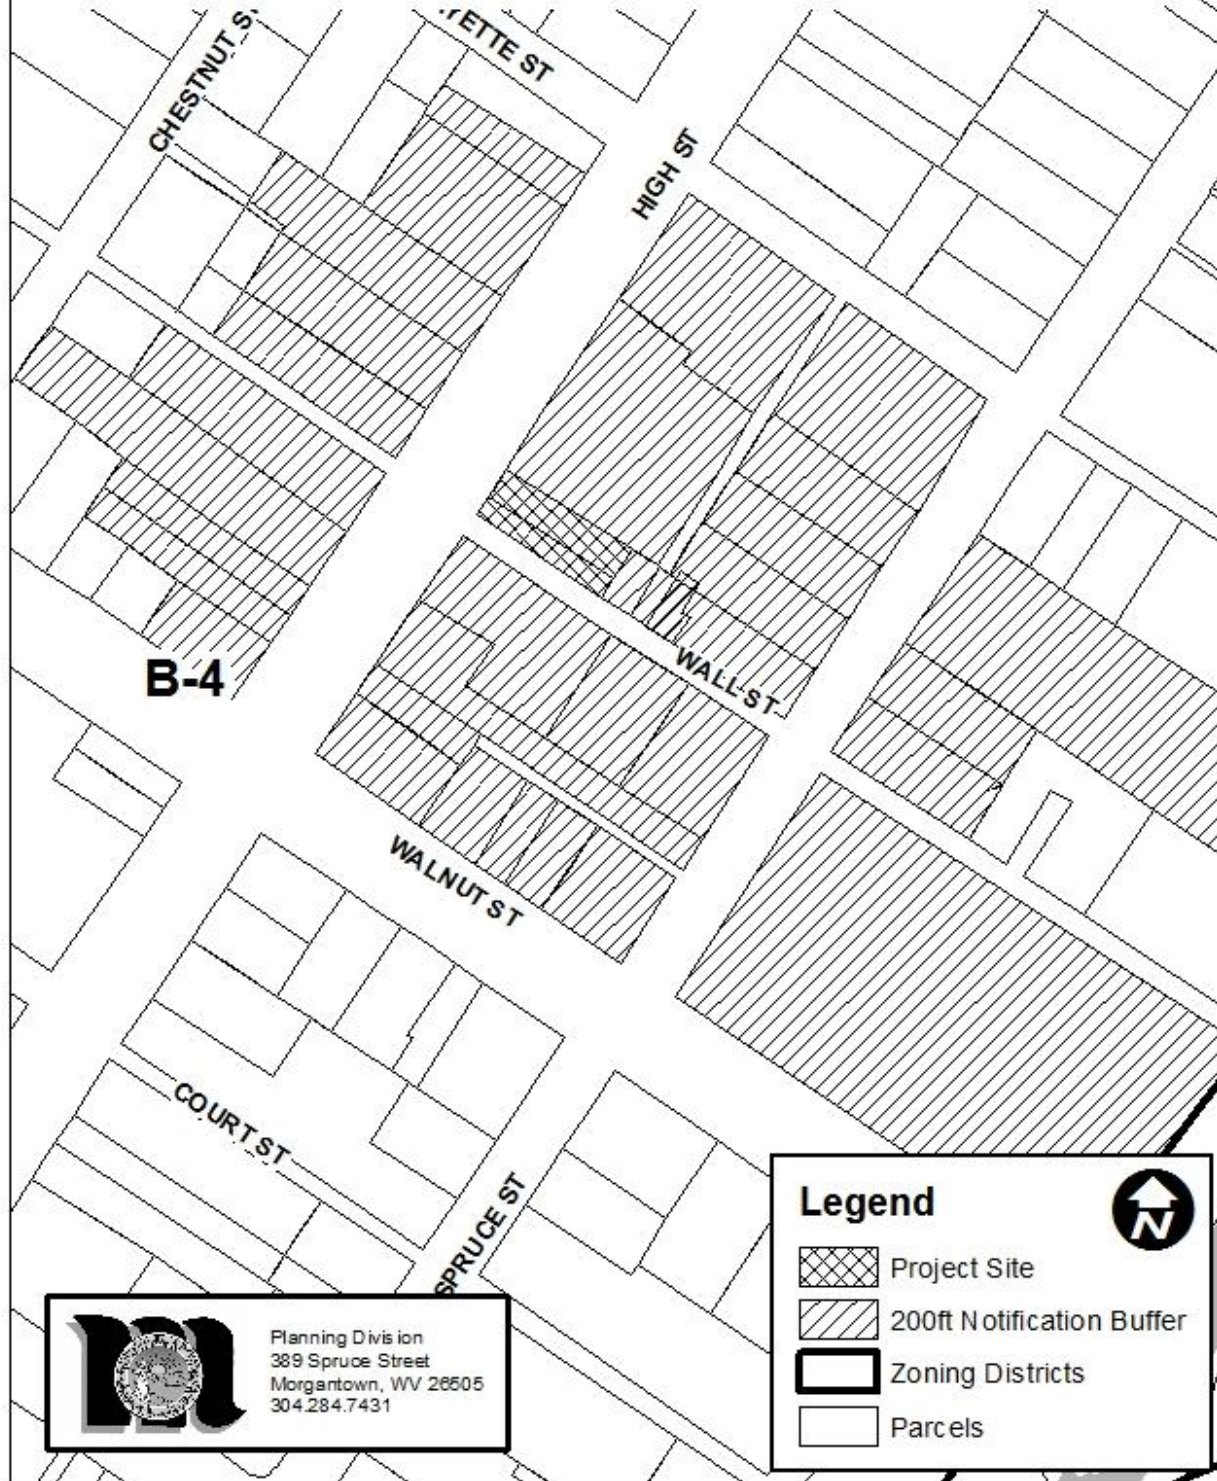 CHESTNUT ST
YETTE ST
HIGH ST
B-4
WALL ST
WALNUT ST
COURT ST
SPRUCE ST
Legend
N
Project Site
200ft Notification Buffer
Zoning Districts
Parcels
m
Planning Division
389 Spruce Street
Morgantown, WV 26505
304.284.7431